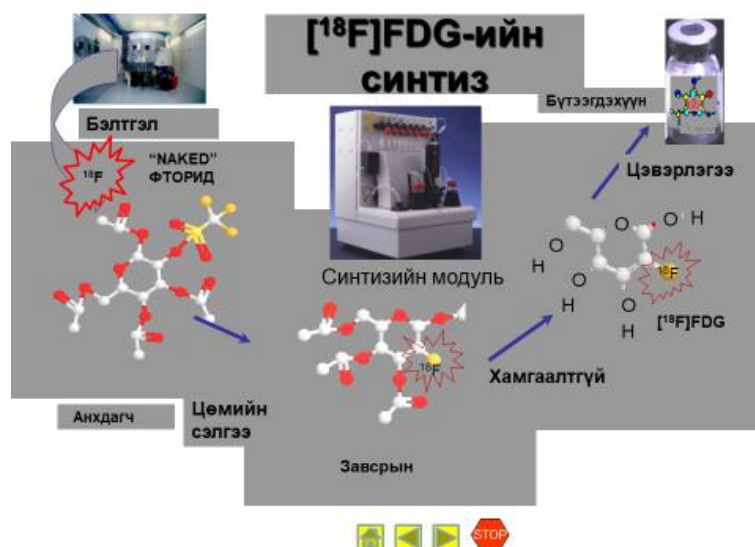 [¹⁸F]FDG-ийн
синтиз
Бэлтгэл
Бүтээгдэхүүн
¹⁸F
“NAKED”
ФТОРИД
Цэвэрлэгээ
Синтизийн модуль
O
O
H
O
H
O
H
O
H
¹⁸F
[¹⁸F]FDG
¹⁸F
Хамгаалтгүй
Анхдагч
Цөмийн
сэлгээ
Завсрын
STOP